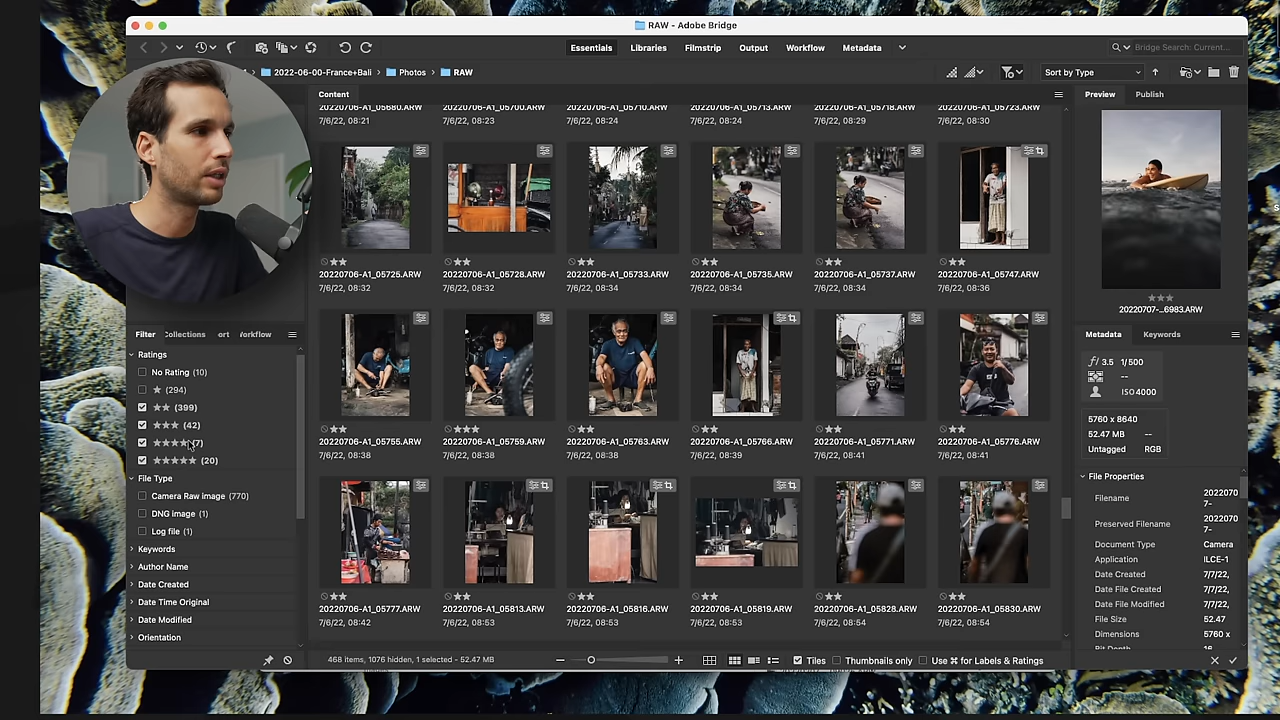 RAW - Adobe Bridge
Essentials Libraries Filmstrip Output Workflow Metadata Bridge Search: Current...
2022-06-00-France+Bali > Photos > RAW Sort by Type
Content Preview Publish
20220706-A1_05680.ARW 20220706-A1_05700.ARW 20220706-A1_05710.ARW 20220706-A1_05713.ARW 20220706-A1_05718.ARW 20220706-A1_05723.ARW
7/6/22, 08:21 7/6/22, 08:23 7/6/22, 08:24 7/6/22, 08:24 7/6/22, 08:29 7/6/22, 08:30
20220706-A1_05725.ARW 20220706-A1_05728.ARW 20220706-A1_05733.ARW 20220706-A1_05735.ARW 20220706-A1_05737.ARW 20220706-A1_05747.ARW
7/6/22, 08:32 7/6/22, 08:32 7/6/22, 08:34 7/6/22, 08:34 7/6/22, 08:34 7/6/22, 08:36
20220706-A1_05755.ARW 20220706-A1_05759.ARW 20220706-A1_05763.ARW 20220706-A1_05766.ARW 20220706-A1_05771.ARW 20220706-A1_05776.ARW
7/6/22, 08:38 7/6/22, 08:38 7/6/22, 08:38 7/6/22, 08:39 7/6/22, 08:41 7/6/22, 08:41
20220706-A1_05777.ARW 20220706-A1_05813.ARW 20220706-A1_05816.ARW 20220706-A1_05819.ARW 20220706-A1_05828.ARW 20220706-A1_05830.ARW
7/6/22, 08:42 7/6/22, 08:53 7/6/22, 08:53 7/6/22, 08:53 7/6/22, 08:54 7/6/22, 08:54
Filter Collections ort Workflow
Ratings
No Rating (10)
★ (294)
★★ (399)
★★★ (42)
★★★★ (7)
★★★★★ (20)
File Type
Camera Raw image (770)
DNG image (1)
Log file (1)
Keywords
Author Name
Date Created
Date Time Original
Date Modified
Orientation
468 items, 1076 hidden, 1 selected - 52.47 MB Tiles Thumbnails only Use ⌘ for Labels & Ratings
20220707-...6983.ARW
Metadata Keywords
f/ 3.5 1/500
--
ISO4000
5760 x 8640
52.47 MB --
Untagged RGB
File Properties
Filename 2022070
7-
Preserved Filename 2022070
7-
Document Type Camera
Application ILCE-1
Date Created 7/7/22,
Date File Created 7/7/22,
Date File Modified 7/7/22,
File Size 52.47
Dimensions 5760 x
Bit Depth 16